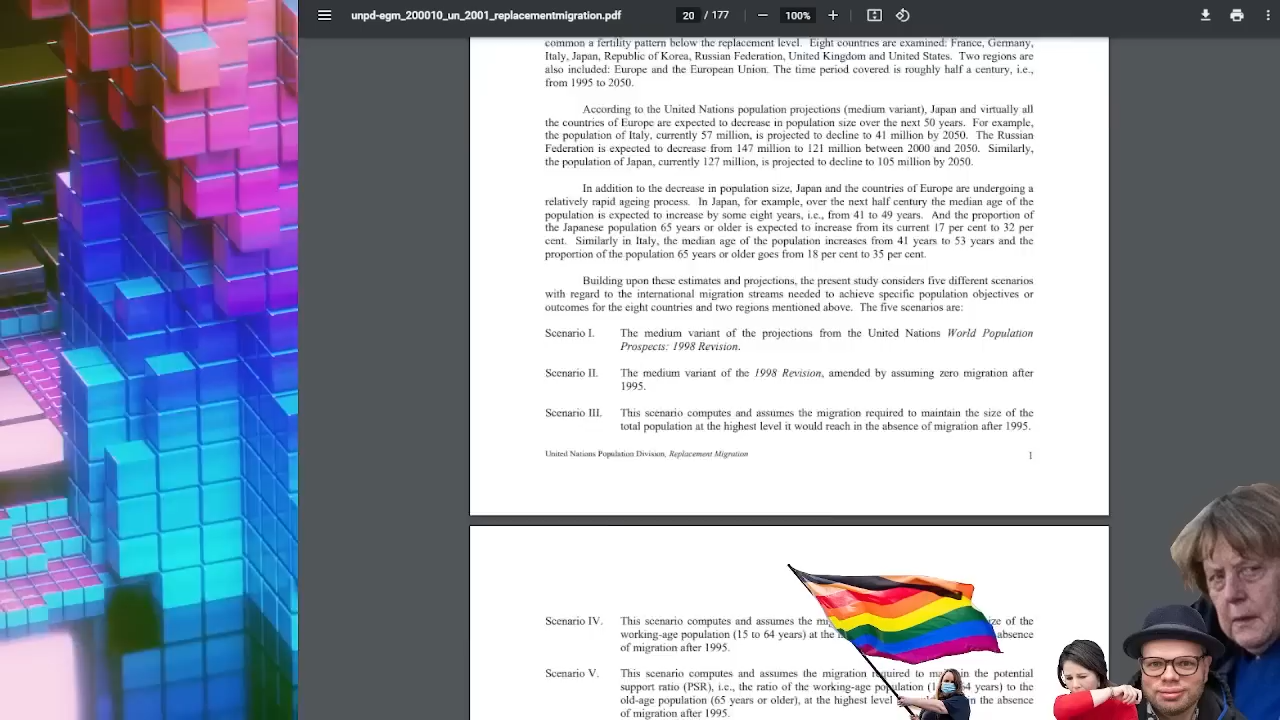 unpd-egm_200010_un_2001_replacementmigration.pdf
20 / 177
100%
common a fertility pattern below the replacement level. Eight countries are examined: France, Germany,
Italy, Japan, Republic of Korea, Russian Federation, United Kingdom and United States. Two regions are
also included: Europe and the European Union. The time period covered is roughly half a century, i.e.,
from 1995 to 2050.
According to the United Nations population projections (medium variant), Japan and virtually all
the countries of Europe are expected to decrease in population size over the next 50 years. For example,
the population of Italy, currently 57 million, is projected to decline to 41 million by 2050. The Russian
Federation is expected to decrease from 147 million to 121 million between 2000 and 2050. Similarly,
the population of Japan, currently 127 million, is projected to decline to 105 million by 2050.
In addition to the decrease in population size, Japan and the countries of Europe are undergoing a
relatively rapid ageing process. In Japan, for example, over the next half century the median age of the
population is expected to increase by some eight years, i.e., from 41 to 49 years. And the proportion of
the Japanese population 65 years or older is expected to increase from its current 17 per cent to 32 per
cent. Similarly in Italy, the median age of the population increases from 41 years to 53 years and the
proportion of the population 65 years or older goes from 18 per cent to 35 per cent.
Building upon these estimates and projections, the present study considers five different scenarios
with regard to the international migration streams needed to achieve specific population objectives or
outcomes for the eight countries and two regions mentioned above. The five scenarios are:
Scenario I. The medium variant of the projections from the United Nations World Population
Prospects: 1998 Revision.
Scenario II. The medium variant of the 1998 Revision, amended by assuming zero migration after
1995.
Scenario III. This scenario computes and assumes the migration required to maintain the size of the
total population at the highest level it would reach in the absence of migration after 1995.
United Nations Population Division, Replacement Migration 1
Scenario IV. This scenario computes and assumes the of the
working-age population (15 to 64 years) at the absence
of migration after 1995.
Scenario V. This scenario computes and assumes the migration required to in the potential
support ratio (PSR), i.e., the ratio of the working-age population years) to the
old-age population (65 years or older), at the highest level in the absence
of migration after 1995.